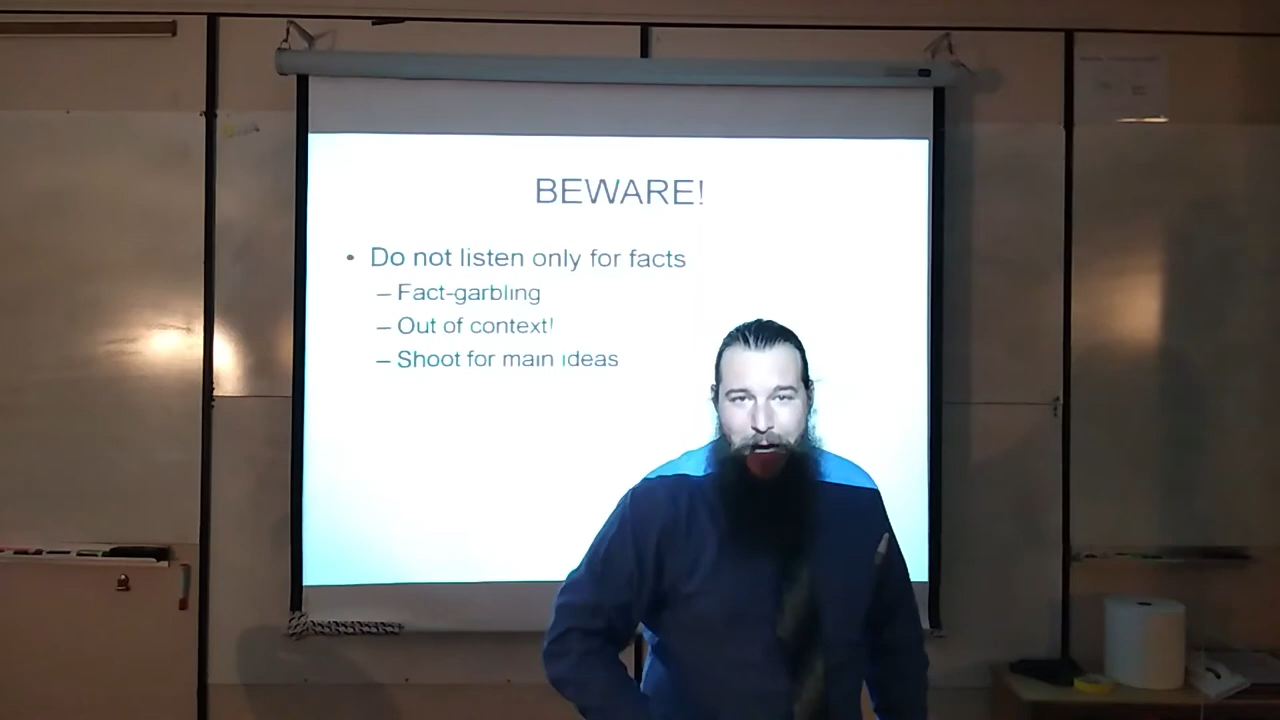 BEWARE!
• Do not listen only for facts
– Fact-garbling
– Out of context!
– Shoot for main ideas